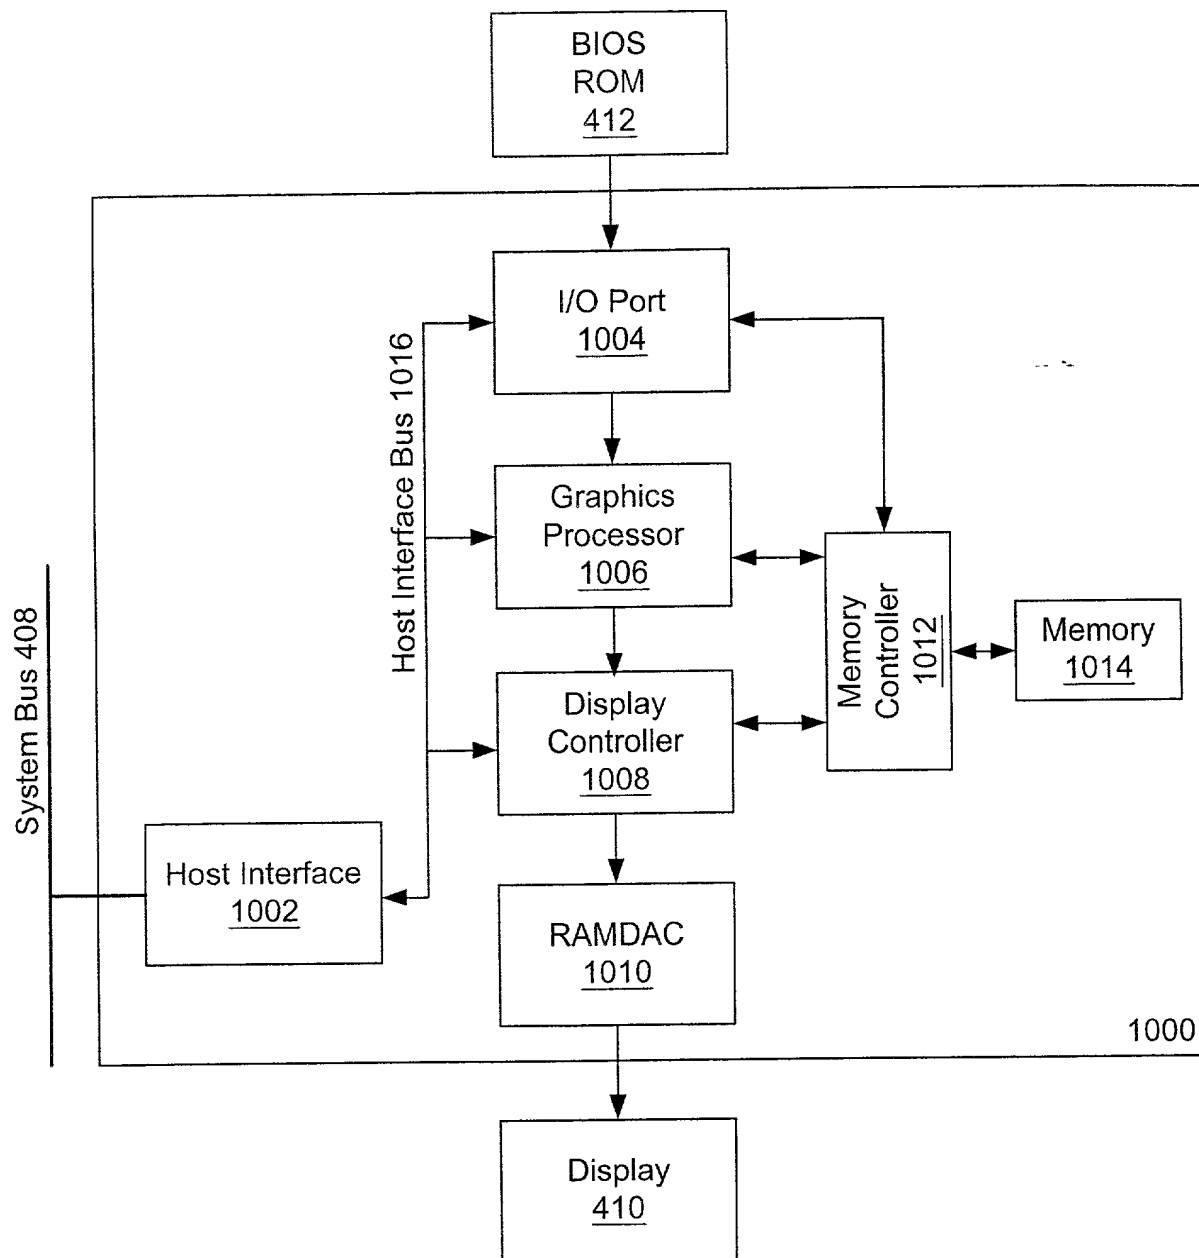 BIOS
ROM
412
I/O Port
1004
Host Interface Bus 1016
Graphics
Processor
1006
Memory
Controller
1012
Memory
1014
System Bus 408
Display
Controller
1008
Host Interface
1002
RAMDAC
1010
1000
Display
410